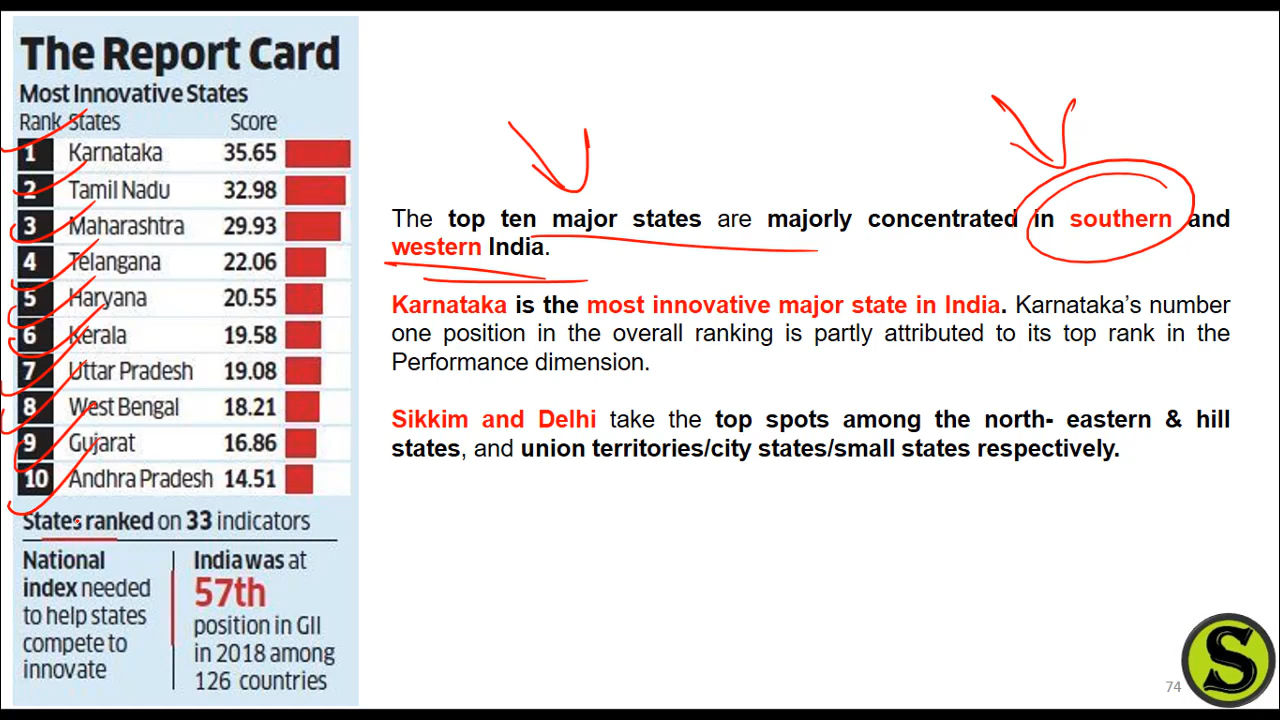 The Report Card
Most Innovative States
Rank States Score
1 Karnataka 35.65
2 Tamil Nadu 32.98
3 Maharashtra 29.93
4 Telangana 22.06
5 Haryana 20.55
6 Kerala 19.58
7 Uttar Pradesh 19.08
8 West Bengal 18.21
9 Gujarat 16.86
10 Andhra Pradesh 14.51
States ranked on 33 indicators
National
index needed
to help states
compete to
innovate
India was at
57th
position in GII
in 2018 among
126 countries
The top ten major states are majorly concentrated in southern and
western India.
Karnataka is the most innovative major state in India. Karnataka’s number
one position in the overall ranking is partly attributed to its top rank in the
Performance dimension.
Sikkim and Delhi take the top spots among the north- eastern & hill
states, and union territories/city states/small states respectively.
74
S